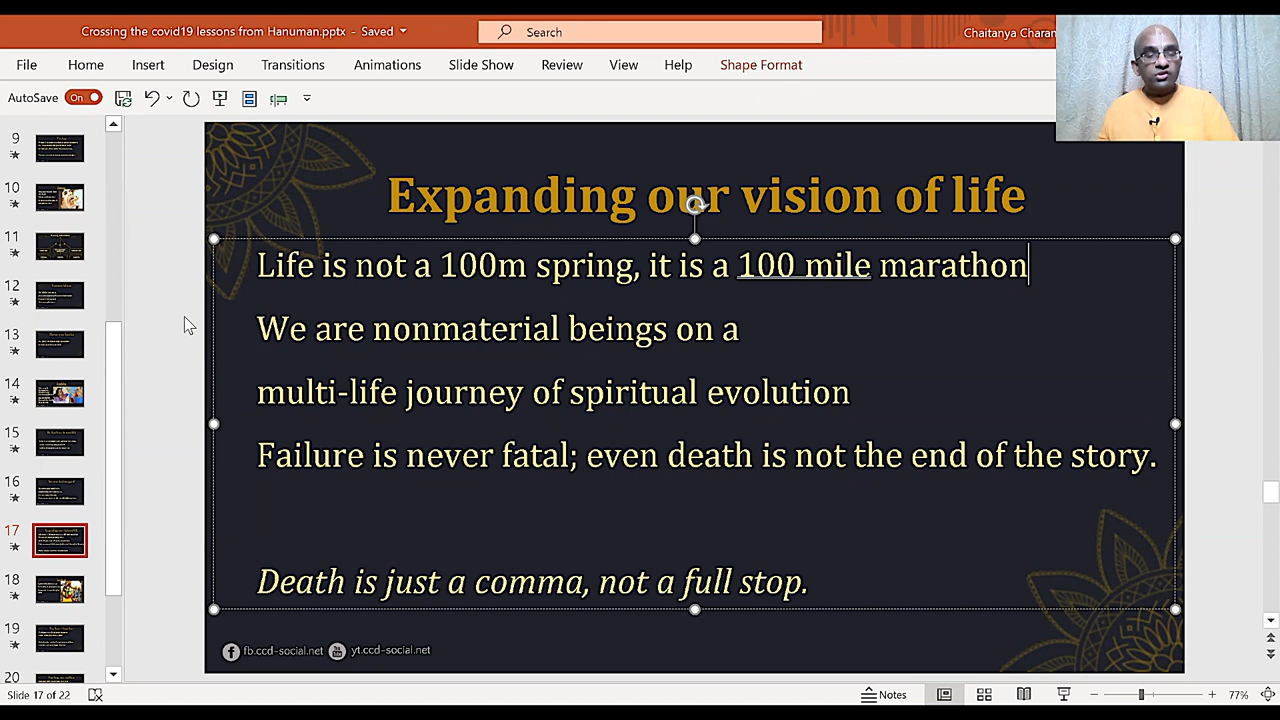 Crossing the covid19 lessons from Hanuman.pptx - Saved
Search
Chaitanya Charan
File Home Insert Design Transitions Animations Slide Show Review View Help Shape Format
AutoSave On
9
10
11
12
13
14
15
16
17
18
19
20
Expanding our vision of life
Life is not a 100m spring, it is a 100 mile marathon
We are nonmaterial beings on a
multi-life journey of spiritual evolution
Failure is never fatal; even death is not the end of the story.
Death is just a comma, not a full stop.
fb.ccd-social.net yt.ccd-social.net
Slide 17 of 22
Notes
77%